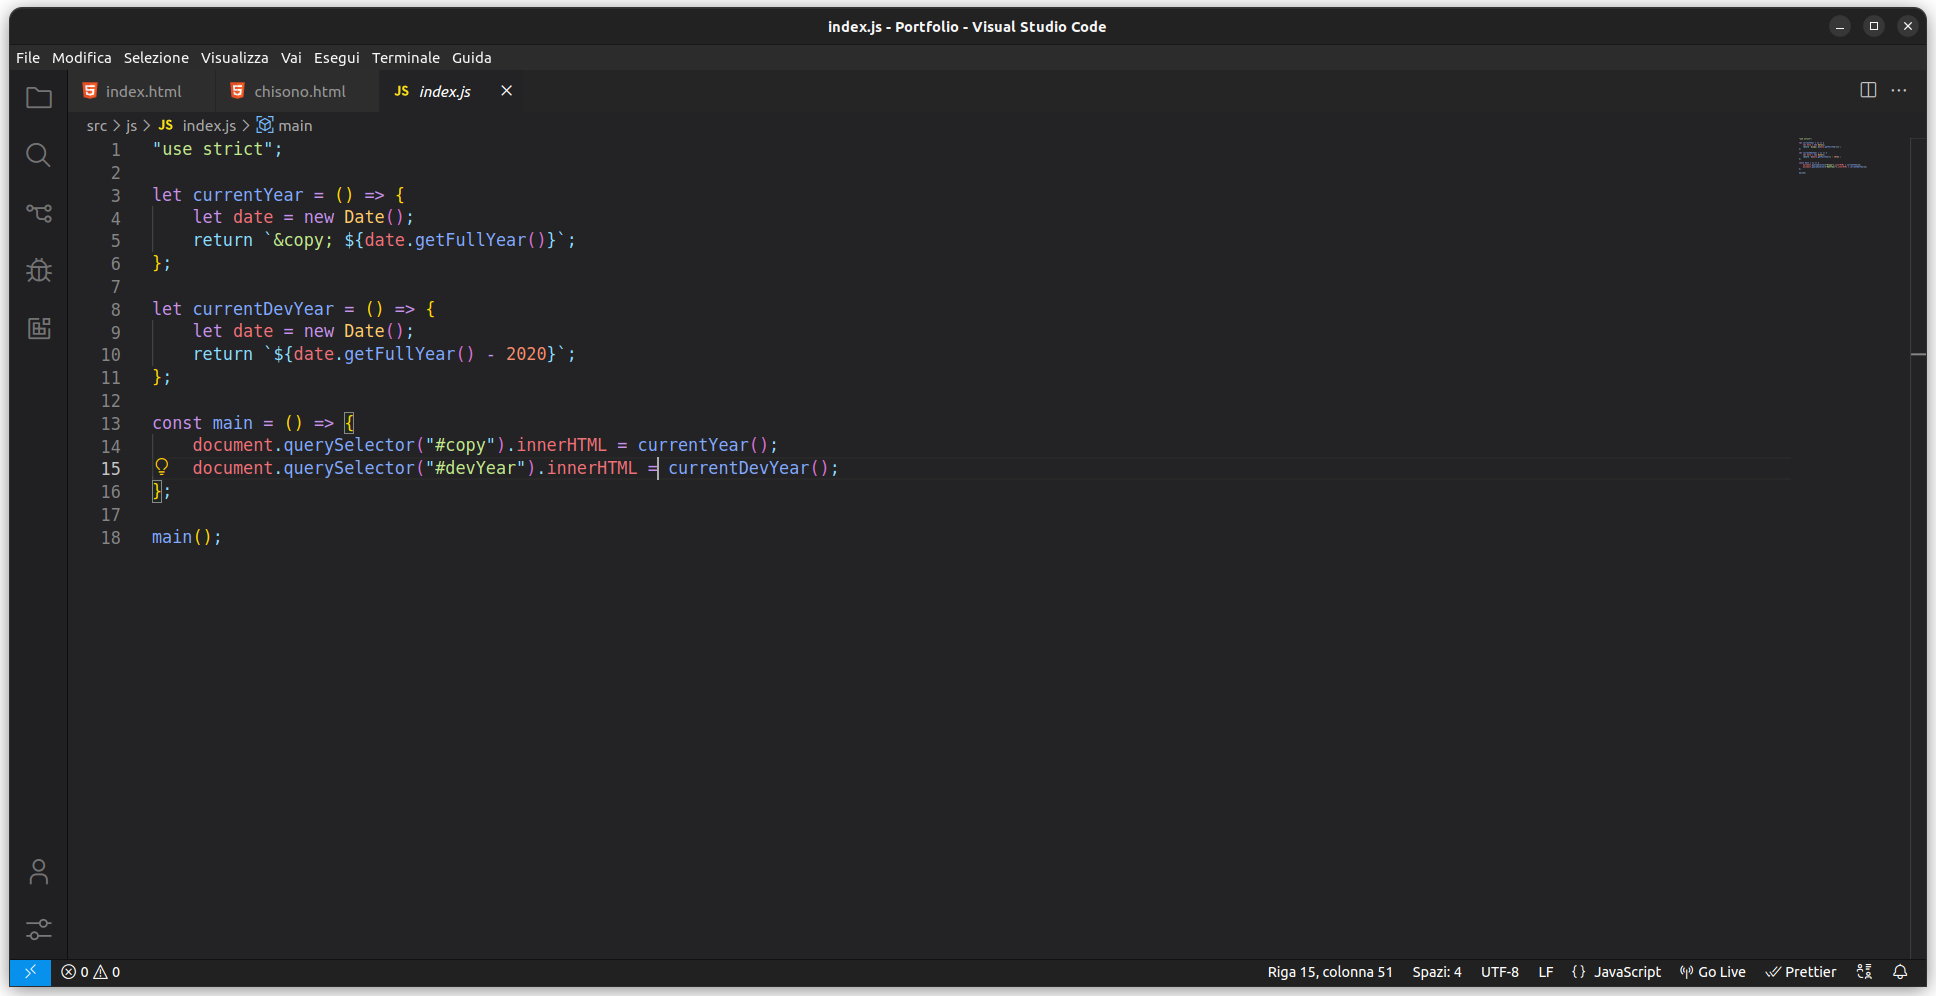 index.js - Portfolio - Visual Studio Code
File Modifica Selezione Visualizza Vai Esegui Terminale Guida
index.html chisono.html JS index.js
src > js > JS index.js > main
1 "use strict";
2
3 let currentYear = () => {
4 let date = new Date();
5 return `&copy; ${date.getFullYear()}`;
6 };
7
8 let currentDevYear = () => {
9 let date = new Date();
10 return `${date.getFullYear() - 2020}`;
11 };
12
13 const main = () => {
14 document.querySelector("#copy").innerHTML = currentYear();
15 document.querySelector("#devYear").innerHTML = currentDevYear();
16 };
17
18 main();
0 0 Riga 15, colonna 51 Spazi: 4 UTF-8 LF {} JavaScript Go Live Prettier